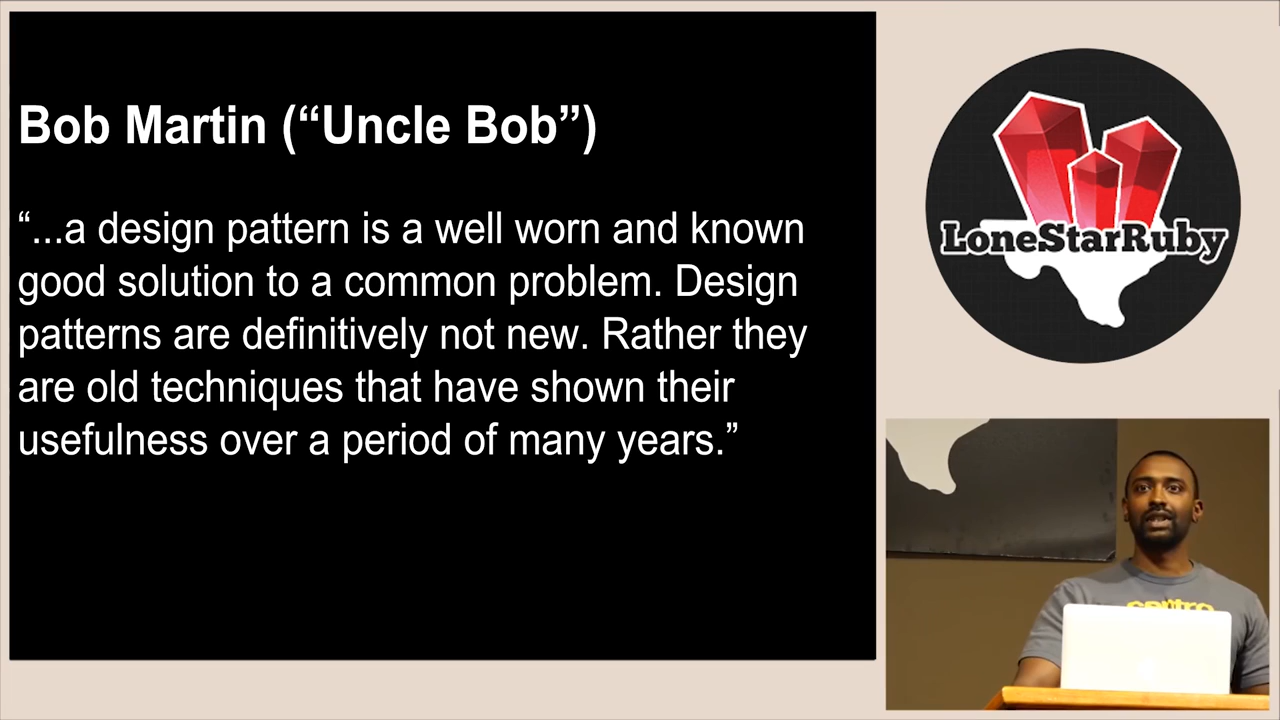 Bob Martin (“Uncle Bob”)
“...a design pattern is a well worn and known
good solution to a common problem. Design
patterns are definitively not new. Rather they
are old techniques that have shown their
usefulness over a period of many years.”
LoneStarRuby